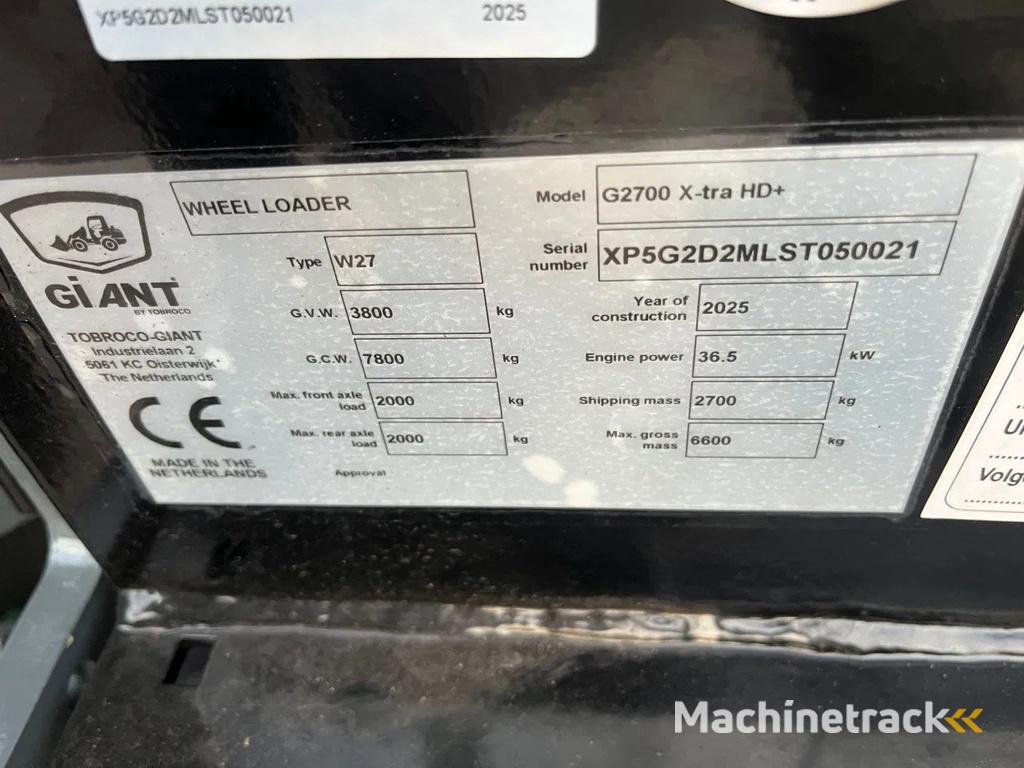 XP5G2D2MLST050021 2025
WHEEL LOADER
Model G2700 X-tra HD+
Type W27
Serial number XP5G2D2MLST050021
GiANT
BY TOBROCO
G.V.W. 3800 kg
Year of construction 2025
TOBROCO-GIANT
Industrielaan 2
5061 KC Oisterwijk
The Netherlands
G.C.W. 7800 kg
Engine power 36.5 kW
Max. front axle load 2000 kg
Shipping mass 2700 kg
Max. rear axle load 2000 kg
Max. gross mass 6600 kg
CE
MADE IN THE
NETHERLANDS
Approval
Volg
Machinetrack